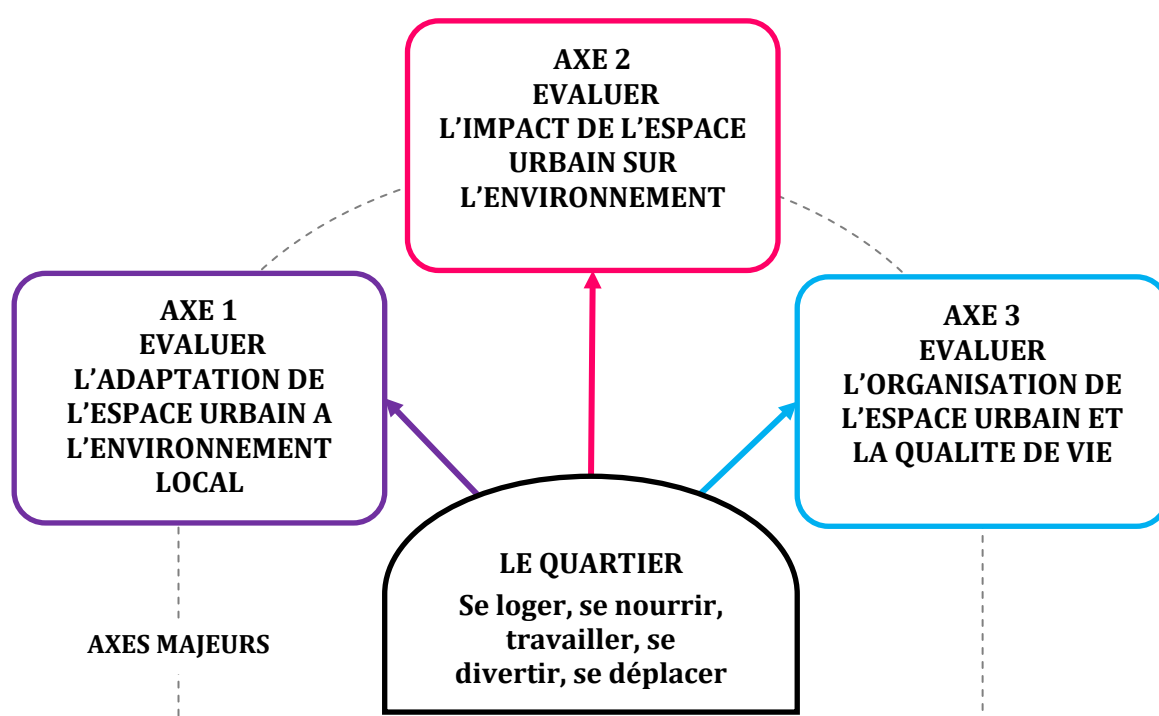 AXE 2
EVALUER
L’IMPACT DE L’ESPACE
URBAIN SUR
L’ENVIRONNEMENT
AXE 1
EVALUER
L’ADAPTATION DE
L’ESPACE URBAIN A
L’ENVIRONNEMENT
LOCAL
AXE 3
EVALUER
L’ORGANISATION DE
L’ESPACE URBAIN ET
LA QUALITE DE VIE
LE QUARTIER
Se loger, se nourrir,
travailler, se
divertir, se déplacer
AXES MAJEURS